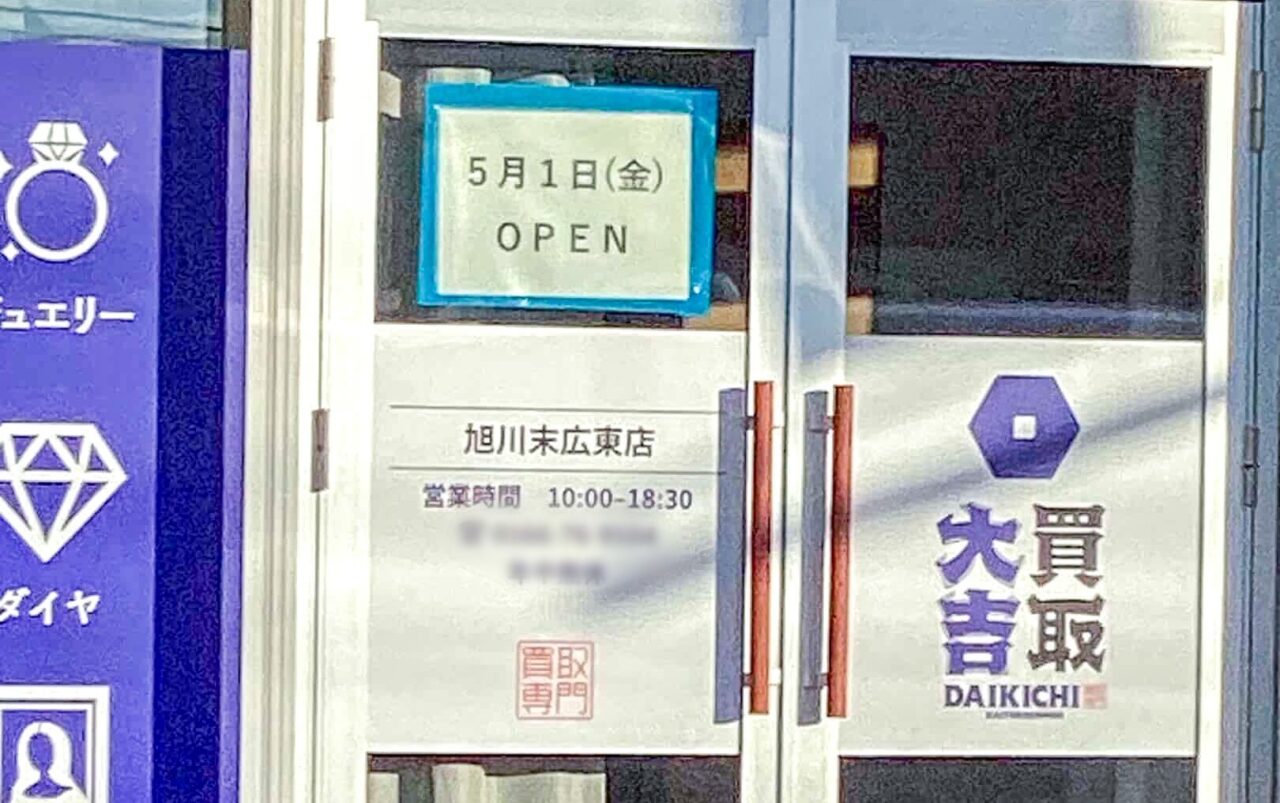 ジュエリー
ダイヤ
5月1日(金)
OPEN
旭川末広東店
営業時間 10:00-18:30
買取
専門
買取
大吉
DAIKICHI